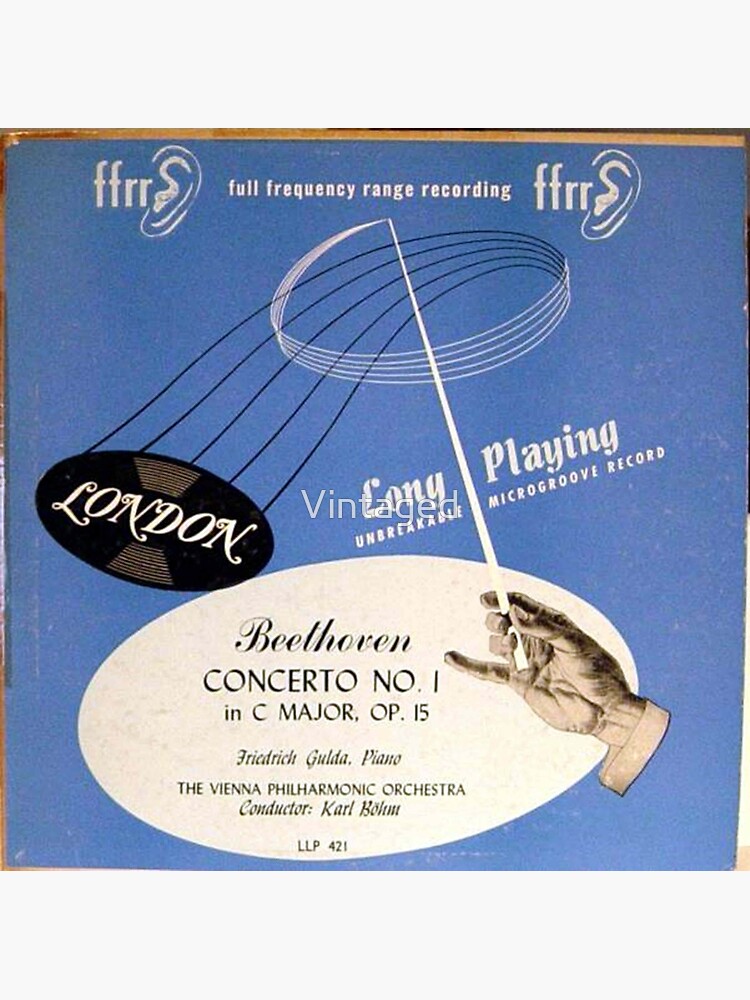 ffrr full frequency range recording ffrr
Long Playing
UNBREAKABLE MICROGROOVE RECORD
Vintaged
LONDON
Beethoven
CONCERTO NO. 1
in C MAJOR, OP. 15
Friedrich Gulda, Piano
THE VIENNA PHILHARMONIC ORCHESTRA
Conductor: Karl Böhm
LLP 421